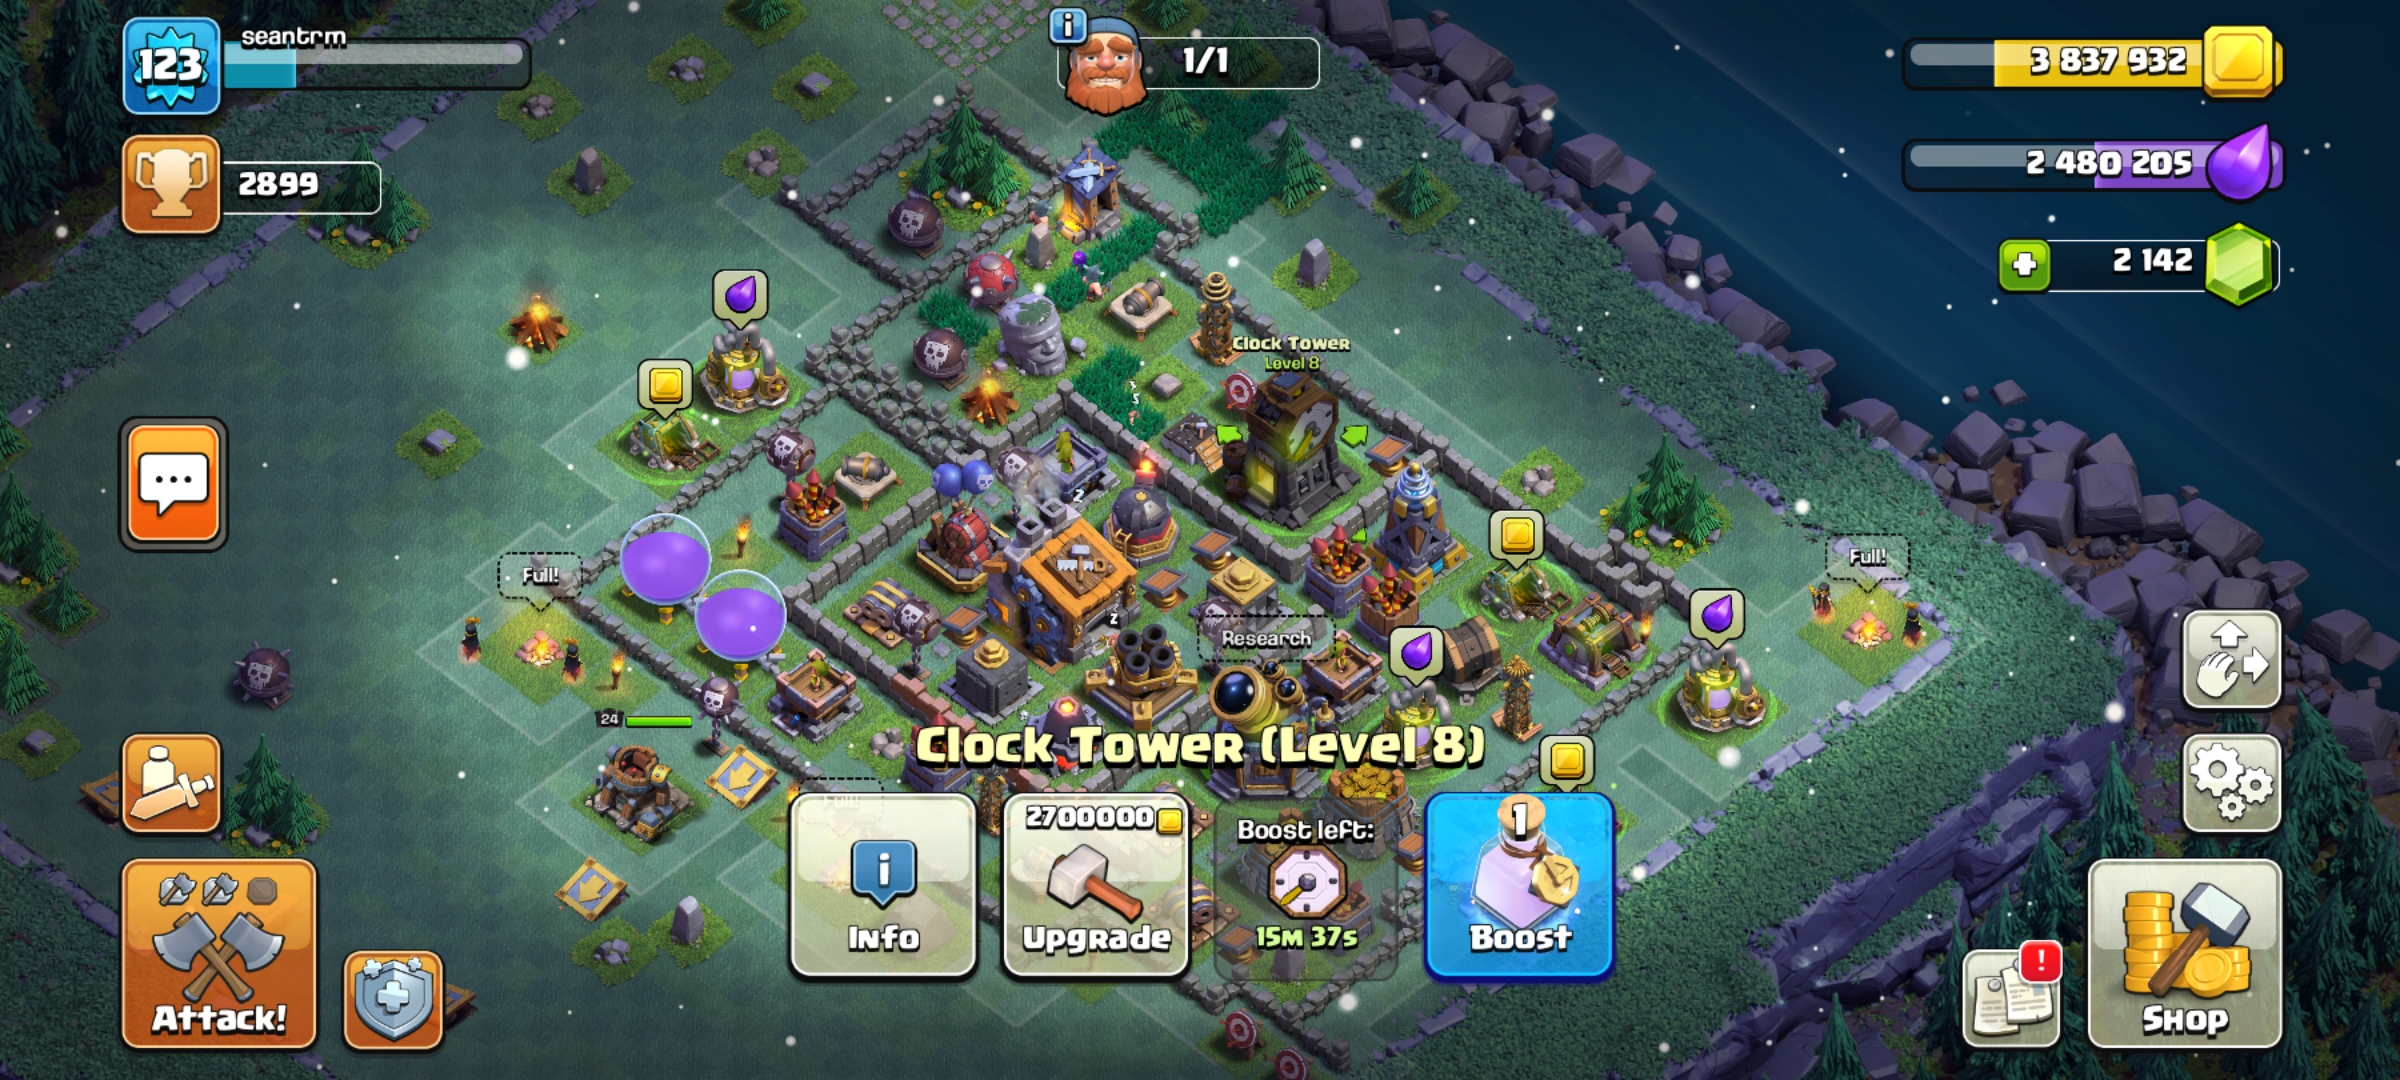 123
seantrm
1/1
3 837 932
2899
2 480 205
2 142
Clock Tower
Level 8
Full!
Full!
Research
24
Clock Tower (Level 8)
Info
2700000
Upgrade
Boost left:
15m 37s
1
Boost
Attack!
!
Shop